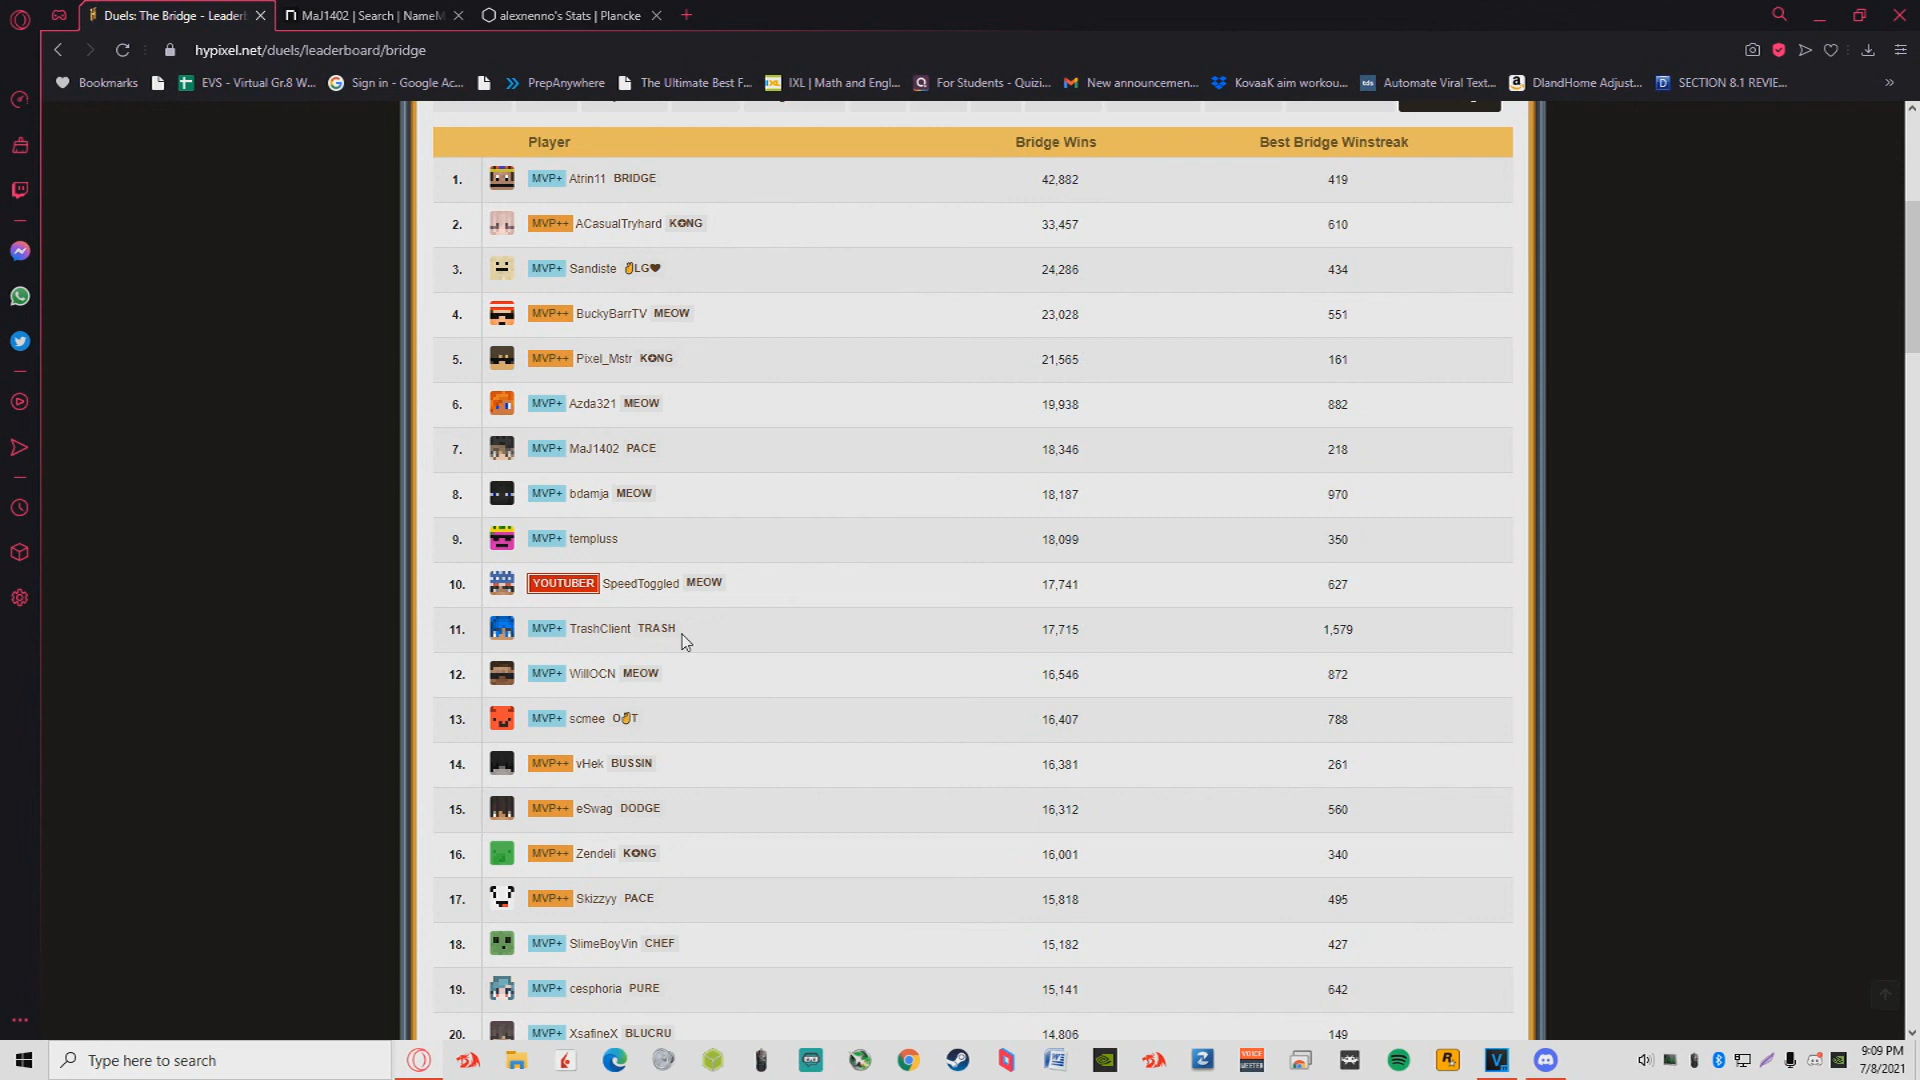 Duels: The Bridge - Leaderb
MaJ1402 | Search | NameM
alexnenno's Stats | Plancke
hypixel.net/duels/leaderboard/bridge
Bookmarks
EVS - Virtual Gr.8 W...
Sign in - Google Ac...
PrepAnywhere
The Ultimate Best F...
IXL | Math and Engl...
For Students - Quizi...
New announcemen...
KovaaK aim workou...
Automate Viral Text...
DlandHome Adjust...
SECTION 8.1 REVIE...
Player Bridge Wins Best Bridge Winstreak
1. MVP+ Atrin11 BRIDGE 42,882 419
2. MVP++ ACasualTryhard K✪NG 33,457 610
3. MVP+ Sandiste ✌LG❤ 24,286 434
4. MVP++ BuckyBarrTV MEOW 23,028 551
5. MVP++ Pixel_Mstr K✪NG 21,565 161
6. MVP+ Azda321 MEOW 19,938 882
7. MVP+ MaJ1402 PACE 18,346 218
8. MVP+ bdamja MEOW 18,187 970
9. MVP+ templuss 18,099 350
10. YOUTUBER SpeedToggled MEOW 17,741 627
11. MVP+ TrashClient TRASH 17,715 1,579
12. MVP+ WillOCN MEOW 16,546 872
13. MVP+ scmee O✌T 16,407 788
14. MVP++ vHek BUSSIN 16,381 261
15. MVP++ eSwag DODGE 16,312 560
16. MVP++ Zendeli K✪NG 16,001 340
17. MVP++ Skizzyy PACE 15,818 495
18. MVP+ SlimeBoyVin CHEF 15,182 427
19. MVP+ cesphoria PURE 15,141 642
20. MVP+ XsafineX BLUCRU 14,806 149
Type here to search
9:09 PM
7/8/2021